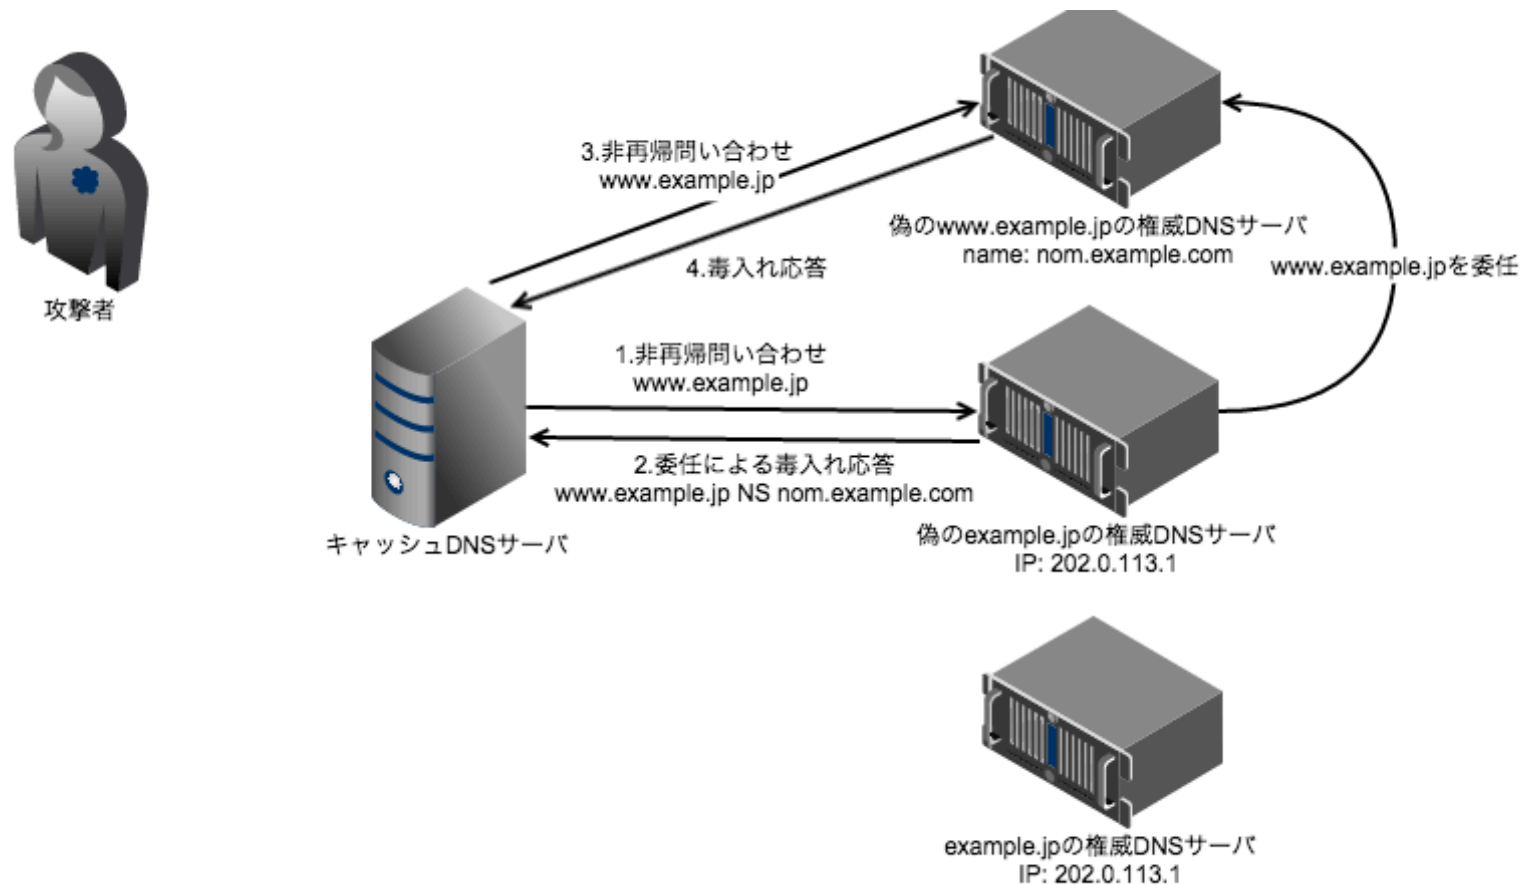 3.非再帰問い合わせ
www.example.jp
偽のwww.example.jpの権威DNSサーバ
name: nom.example.com
www.example.jpを委任
4.毒入れ応答
攻撃者
1.非再帰問い合わせ
www.example.jp
2.委任による毒入れ応答
www.example.jp NS nom.example.com
キャッシュDNSサーバ
偽のexample.jpの権威DNSサーバ
IP: 202.0.113.1
example.jpの権威DNSサーバ
IP: 202.0.113.1